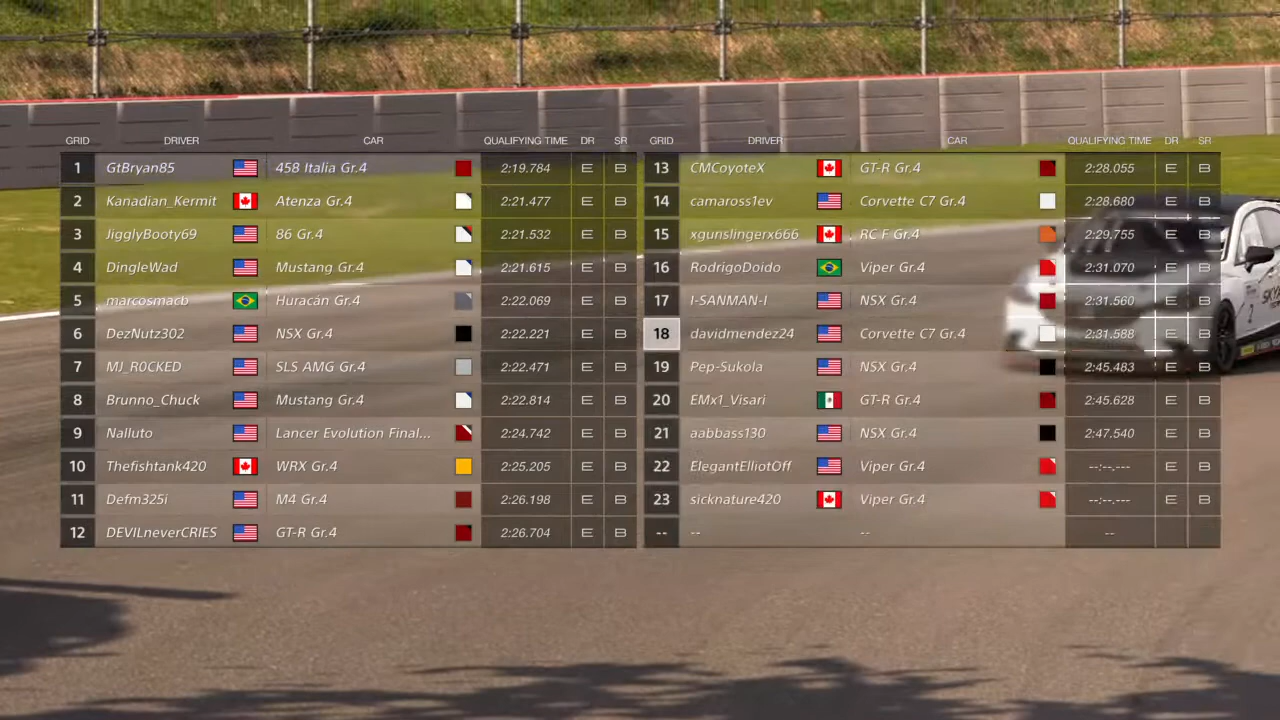 GRID DRIVER CAR QUALIFYING TIME DR SR
1 GtBryan85 458 Italia Gr.4 2:19.784 E B
2 Kanadian_Kermit Atenza Gr.4 2:21.477 E B
3 JigglyBooty69 86 Gr.4 2:21.532 E B
4 DingleWad Mustang Gr.4 2:21.615 E B
5 marcosmacb Huracán Gr.4 2:22.069 E B
6 DezNutz302 NSX Gr.4 2:22.221 E B
7 MJ_R0CKED SLS AMG Gr.4 2:22.471 E B
8 Brunno_Chuck Mustang Gr.4 2:22.814 E B
9 Nalluto Lancer Evolution Final... 2:24.742 E B
10 Thefishtank420 WRX Gr.4 2:25.205 E B
11 Defm325i M4 Gr.4 2:26.198 E B
12 DEVILneverCRIES GT-R Gr.4 2:26.704 E B
GRID DRIVER CAR QUALIFYING TIME DR SR
13 CMCoyoteX GT-R Gr.4 2:28.055 E B
14 camaross1ev Corvette C7 Gr.4 2:28.680 E B
15 xgunslingerx666 RC F Gr.4 2:29.755 E B
16 RodrigoDoido Viper Gr.4 2:31.070 E B
17 I-SANMAN-I NSX Gr.4 2:31.560 E B
18 davidmendez24 Corvette C7 Gr.4 2:31.588 E B
19 Pep-Sukola NSX Gr.4 2:45.483 E B
20 EMx1_Visari GT-R Gr.4 2:45.628 E B
21 aabbass130 NSX Gr.4 2:47.540 E B
22 ElegantElliotOff Viper Gr.4 --:--.--- E B
23 sicknature420 Viper Gr.4 --:--.--- E B
-- -- -- --